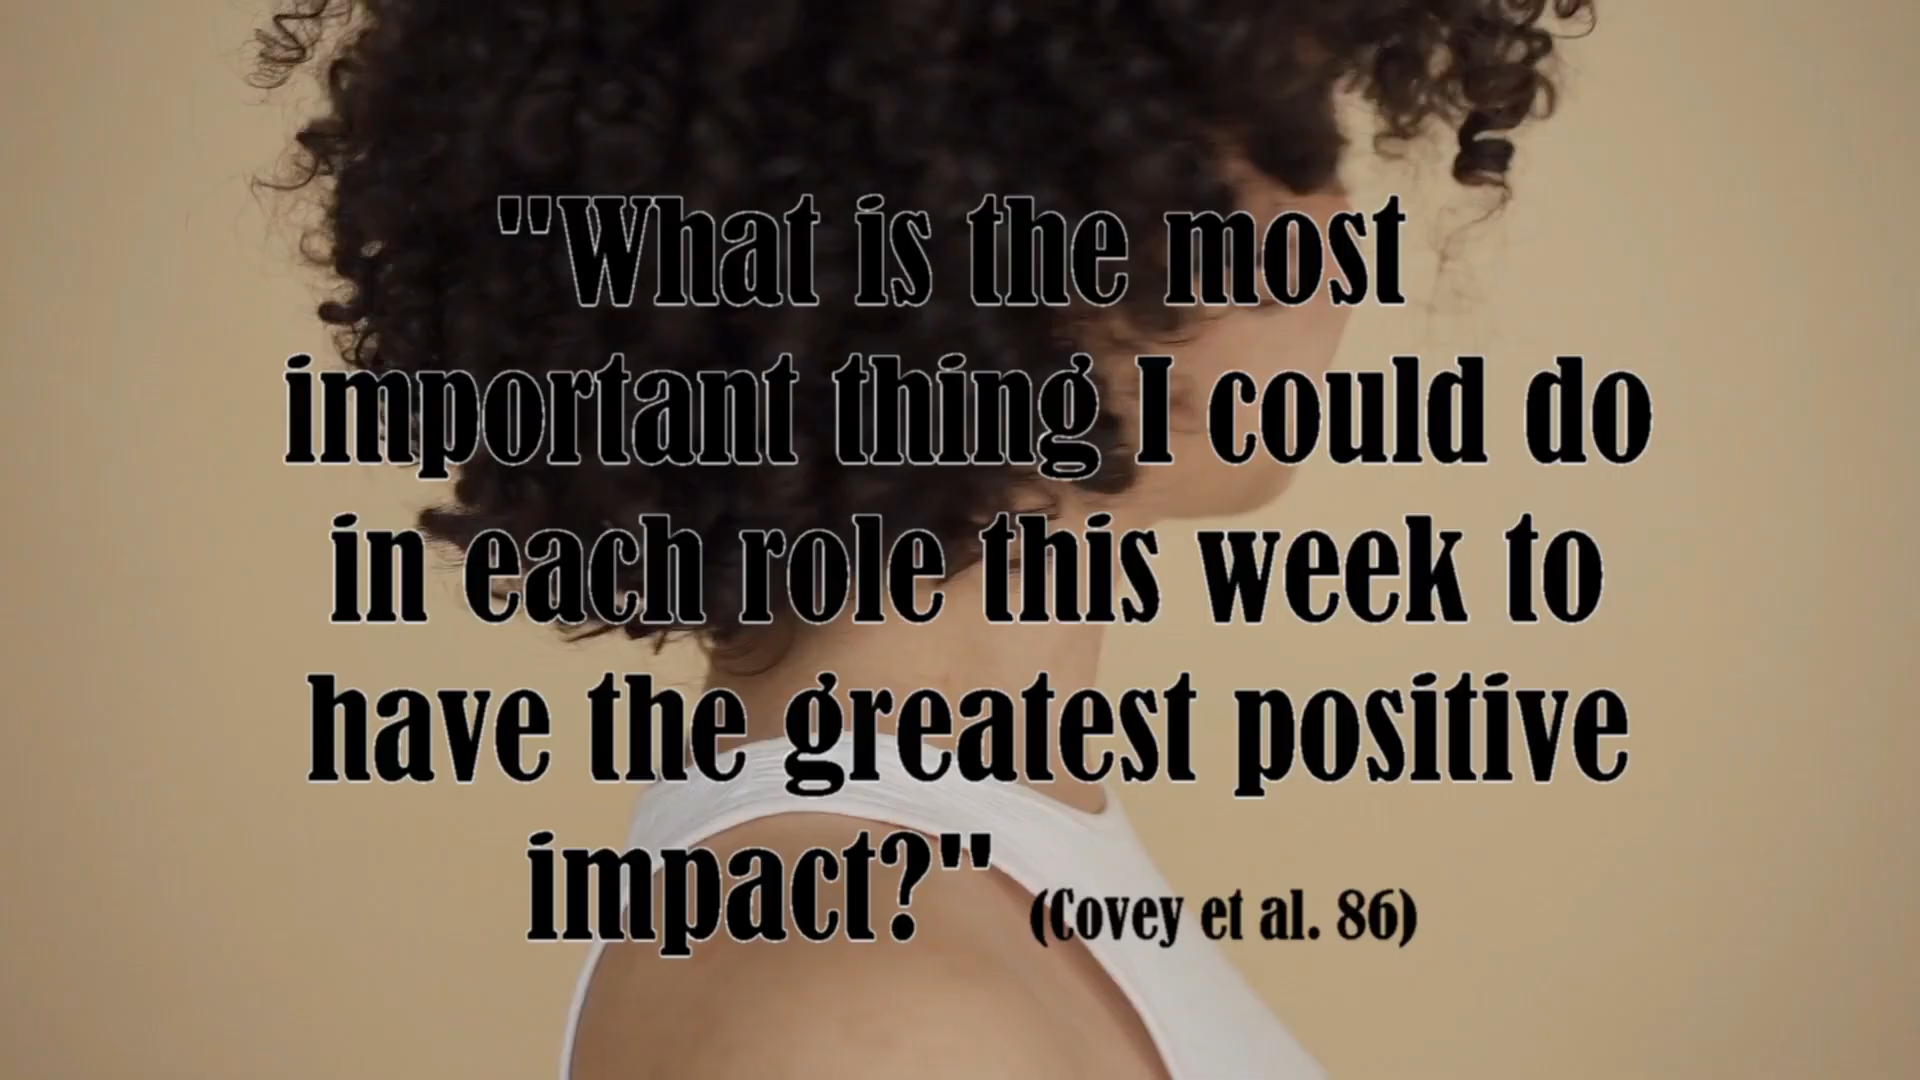 "What is the most
important thing I could do
in each role this week to
have the greatest positive
impact?" (Covey et al. 86)